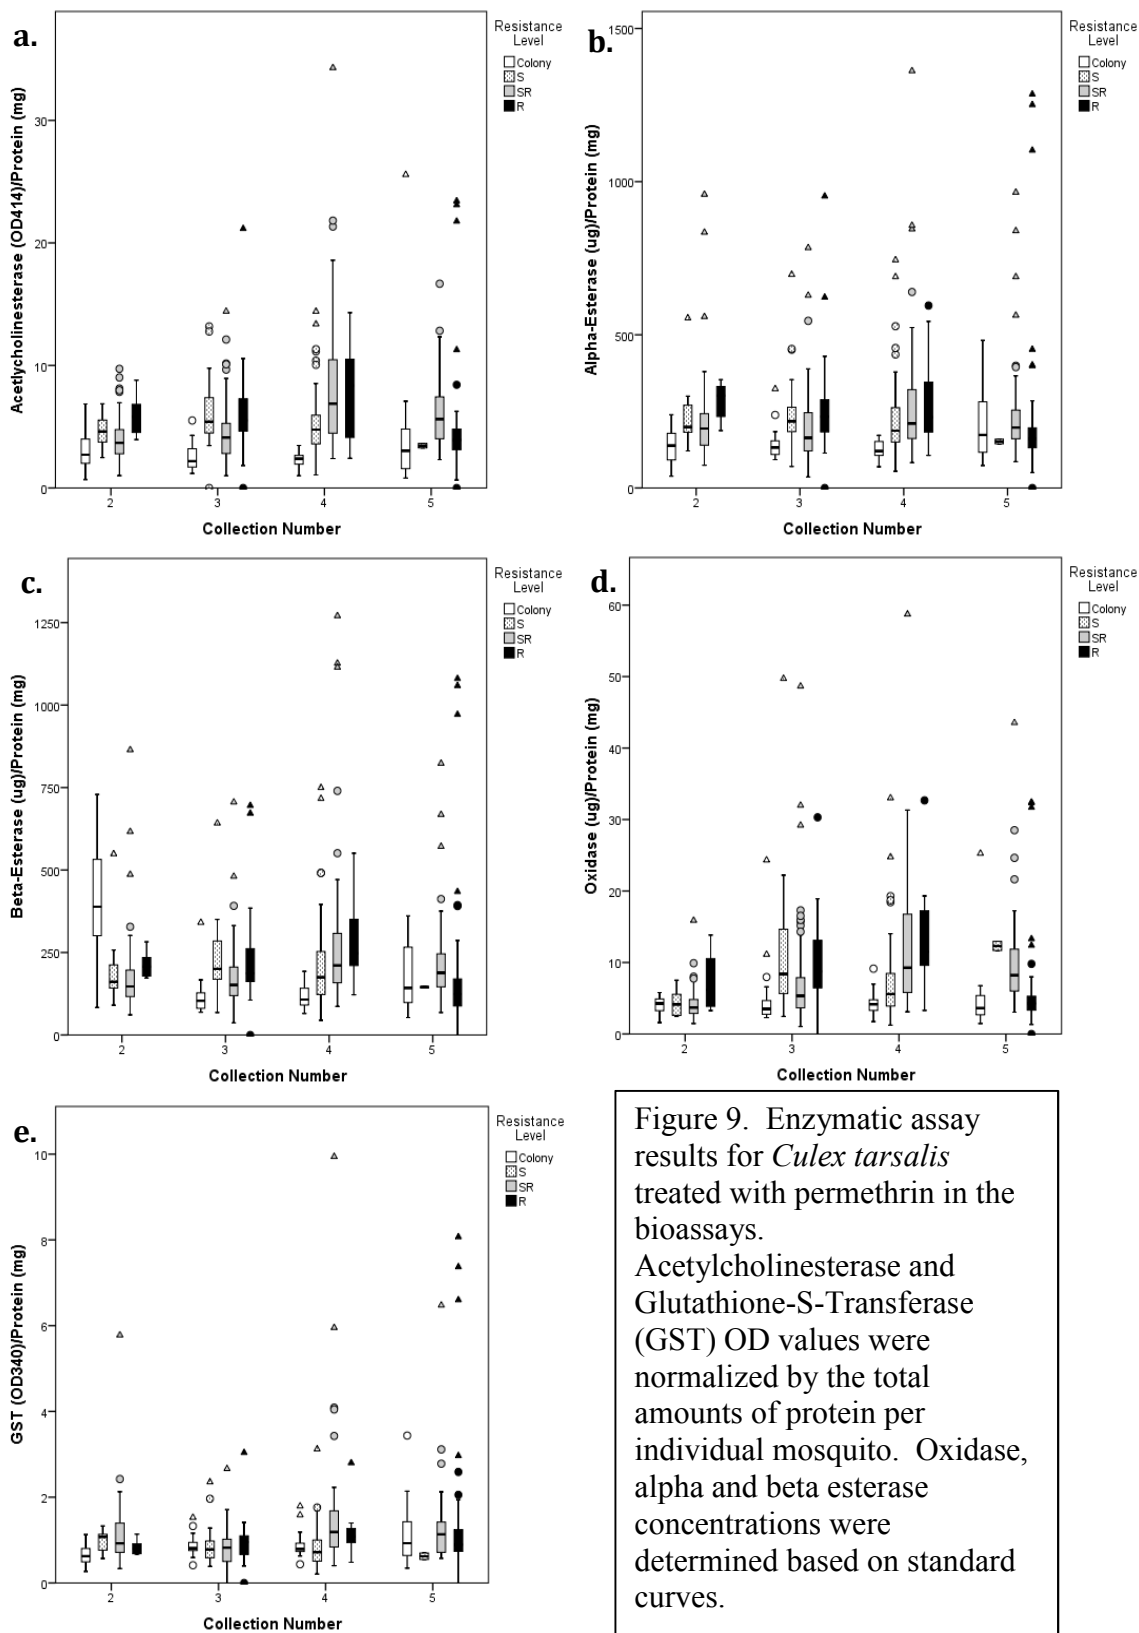 a.
Resistance
Level
Colony
S
SR
R
Acetlycholinesterase (OD414)/Protein (mg)
30
20
10
0
2
3
4
5
Collection Number
b.
Resistance
Level
Colony
S
SR
R
Alpha-Esterase (ug)/Protein (mg)
1500
1000
500
0
2
3
4
5
Collection Number
c.
Resistance
Level
Colony
S
SR
R
Beta-Esterase (ug)/Protein (mg)
1250
1000
750
500
250
0
2
3
4
5
Collection Number
d.
Resistance
Level
Colony
S
SR
R
Oxidase (ug)/Protein (mg)
60
50
40
30
20
10
0
2
3
4
5
Collection Number
e.
Resistance
Level
Colony
S
SR
R
GST (OD340)/Protein (mg)
10
8
6
4
2
0
2
3
4
5
Collection Number
Figure 9. Enzymatic assay
results for Culex tarsalis
treated with permethrin in the
bioassays.
Acetylcholinesterase and
Glutathione-S-Transferase
(GST) OD values were
normalized by the total
amounts of protein per
individual mosquito. Oxidase,
alpha and beta esterase
concentrations were
determined based on standard
curves.